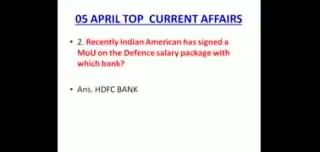 05 APRIL TOP CURRENT AFFAIRS
• 2. Recently Indian American has signed a
MoU on the Defence salary package with
which bank?
• Ans. HDFC BANK